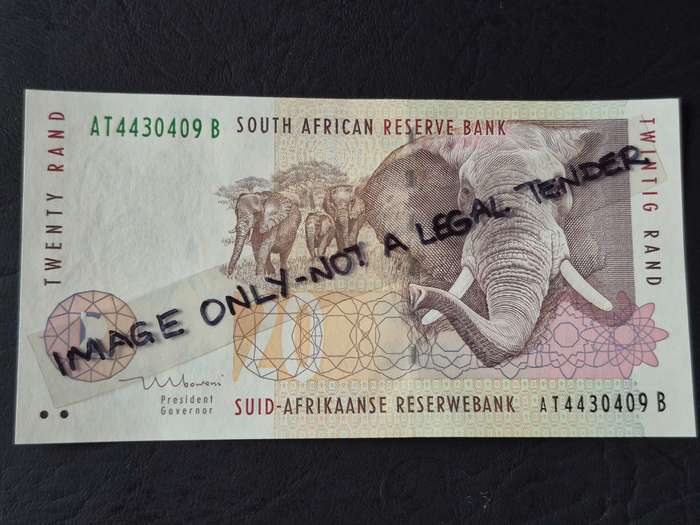 TWENTY RAND
AT4430409 B
SOUTH AFRICAN RESERVE BANK
TWINTIG RAND
IMAGE ONLY-NOT A LEGAL TENDER
20
President
Governor
SUID-AFRIKAANSE RESERWEBANK
AT4430409 B